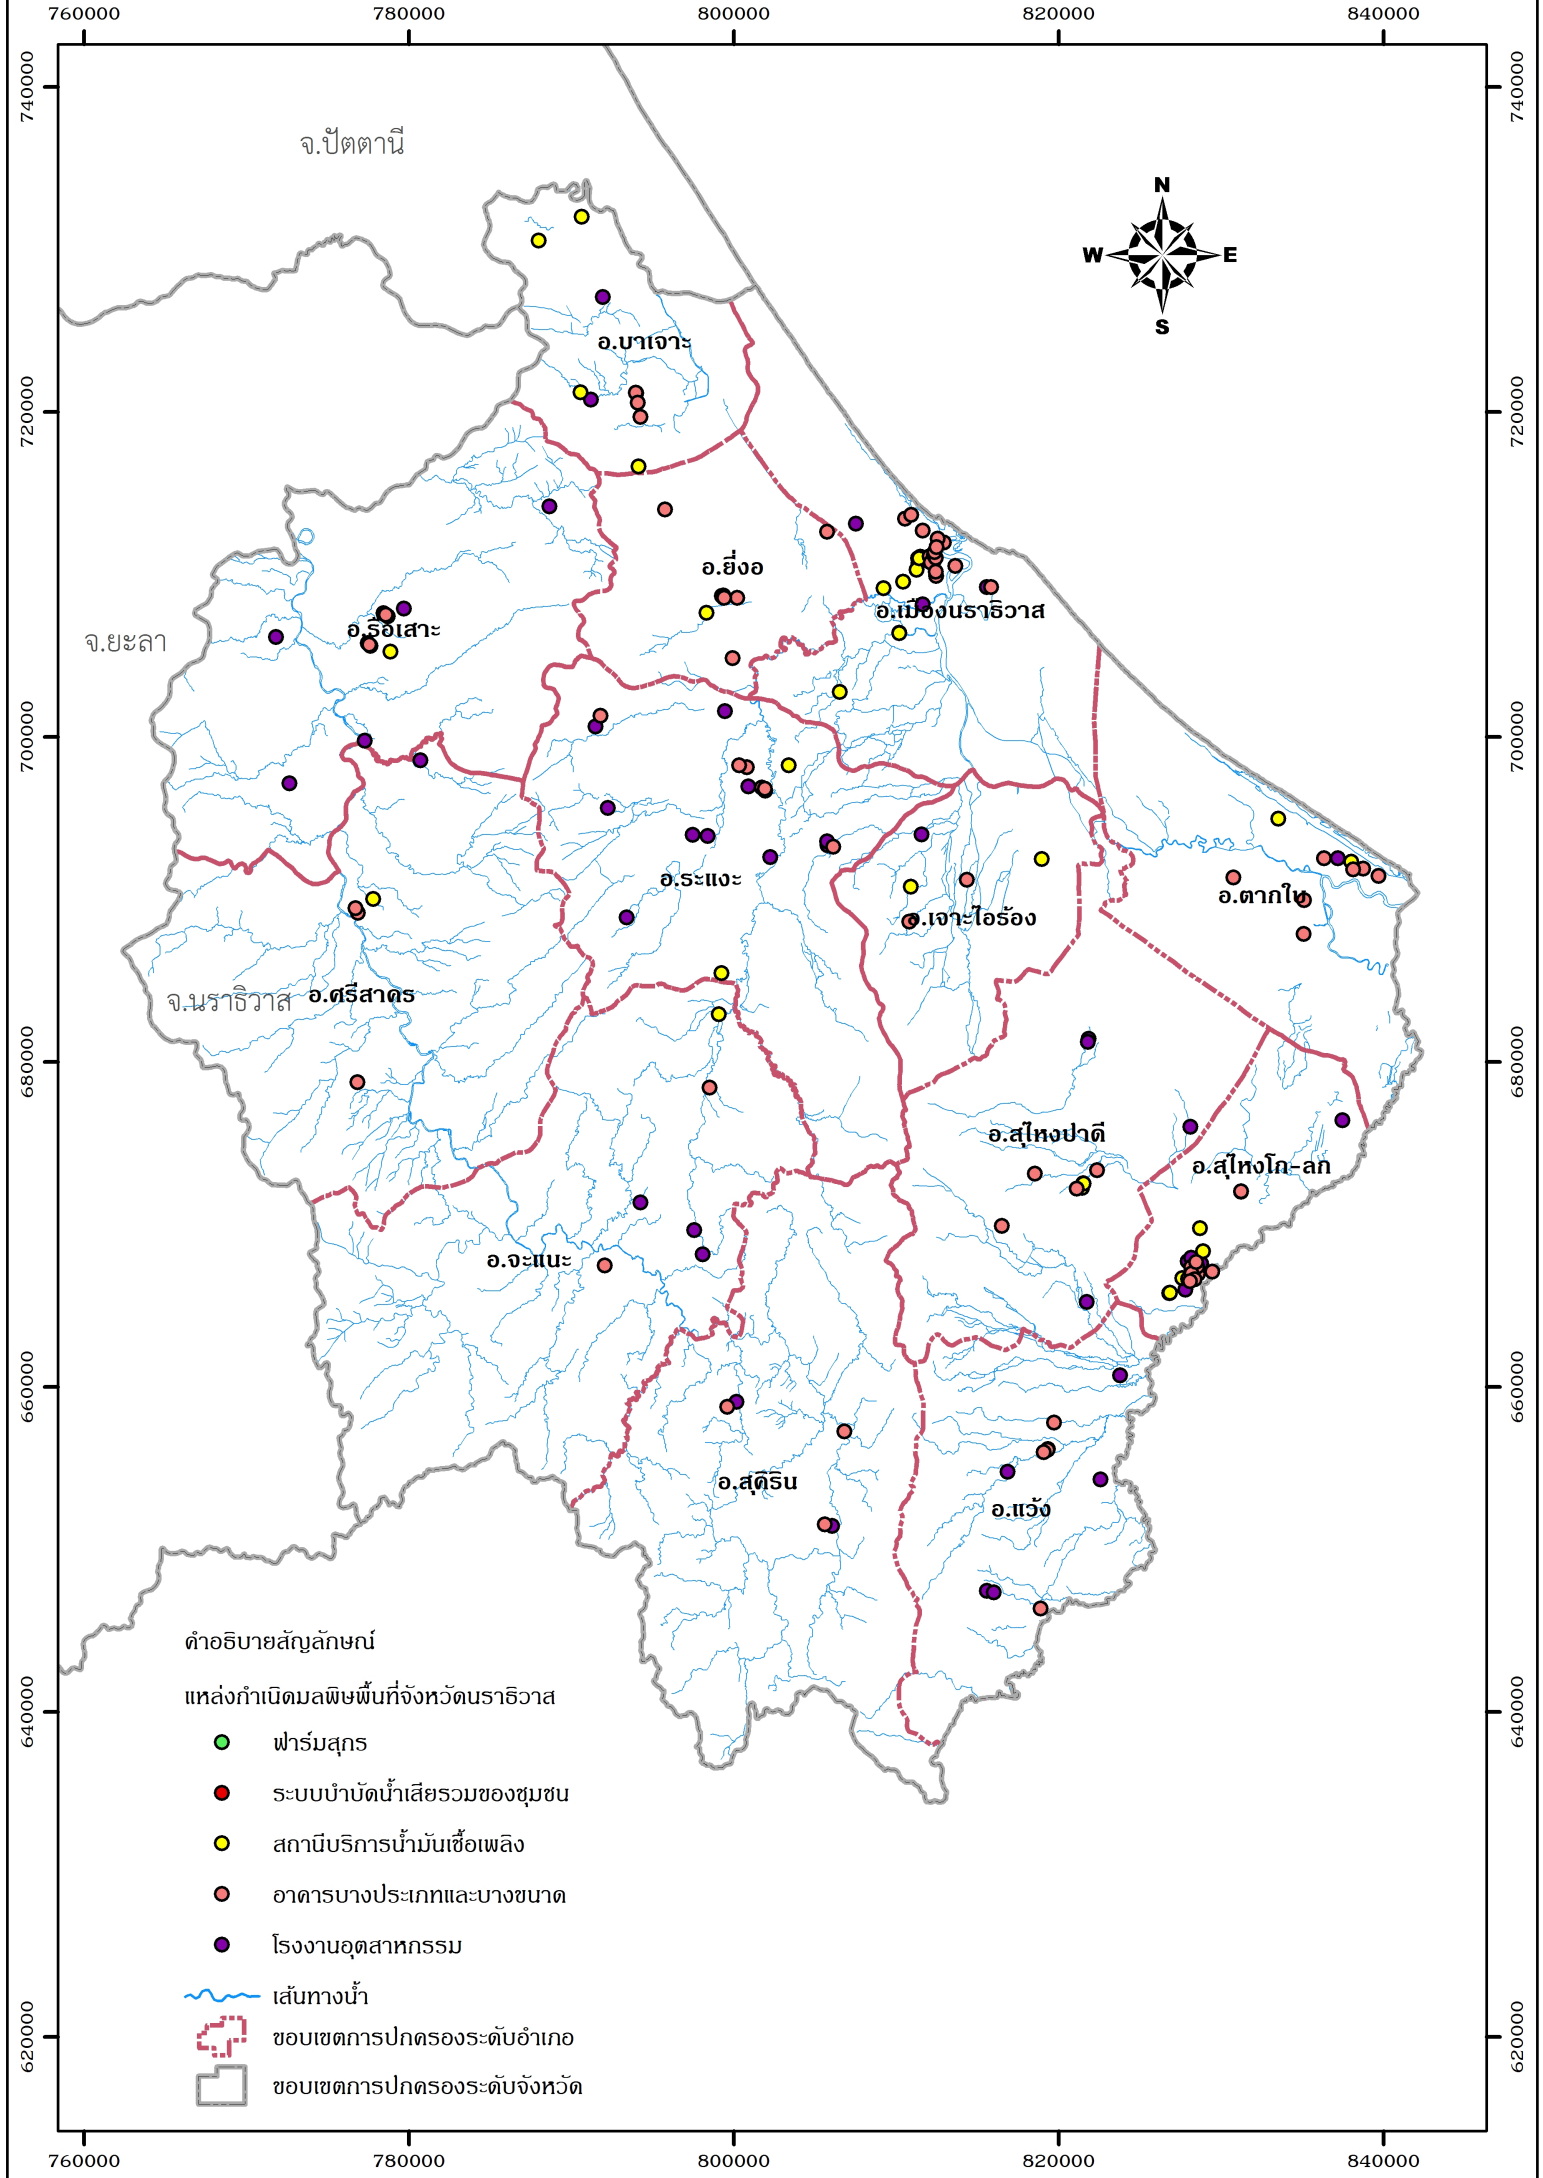 760000 780000 800000 820000 840000
740000 740000
จ.ปัตตานี
N
W E
S
อ.บาเจาะ
720000 720000
อ.ยี่งอ
อ.เมืองนราธิวาส
อ.รือเสาะ
จ.ยะลา
700000 700000
อ.ระแงะ
อ.ตากใบ
อ.เจาะไอร้อง
อ.ศรีสาคร
จ.นราธิวาส
680000 680000
อ.สุไหงปาดี
อ.สุไหงโก-ลก
อ.จะแนะ
660000 660000
อ.สุคิริน
อ.แว้ง
คำอธิบายสัญลักษณ์
แหล่งกำเนิดมลพิษพื้นที่จังหวัดนราธิวาส
640000 640000
ฟาร์มสุกร
ระบบบำบัดน้ำเสียรวมของชุมชน
สถานีบริการน้ำมันเชื้อเพลิง
อาคารบางประเภทและบางขนาด
โรงงานอุตสาหกรรม
เส้นทางน้ำ
ขอบเขตการปกครองระดับอำเภอ
620000 620000
ขอบเขตการปกครองระดับจังหวัด
760000 780000 800000 820000 840000